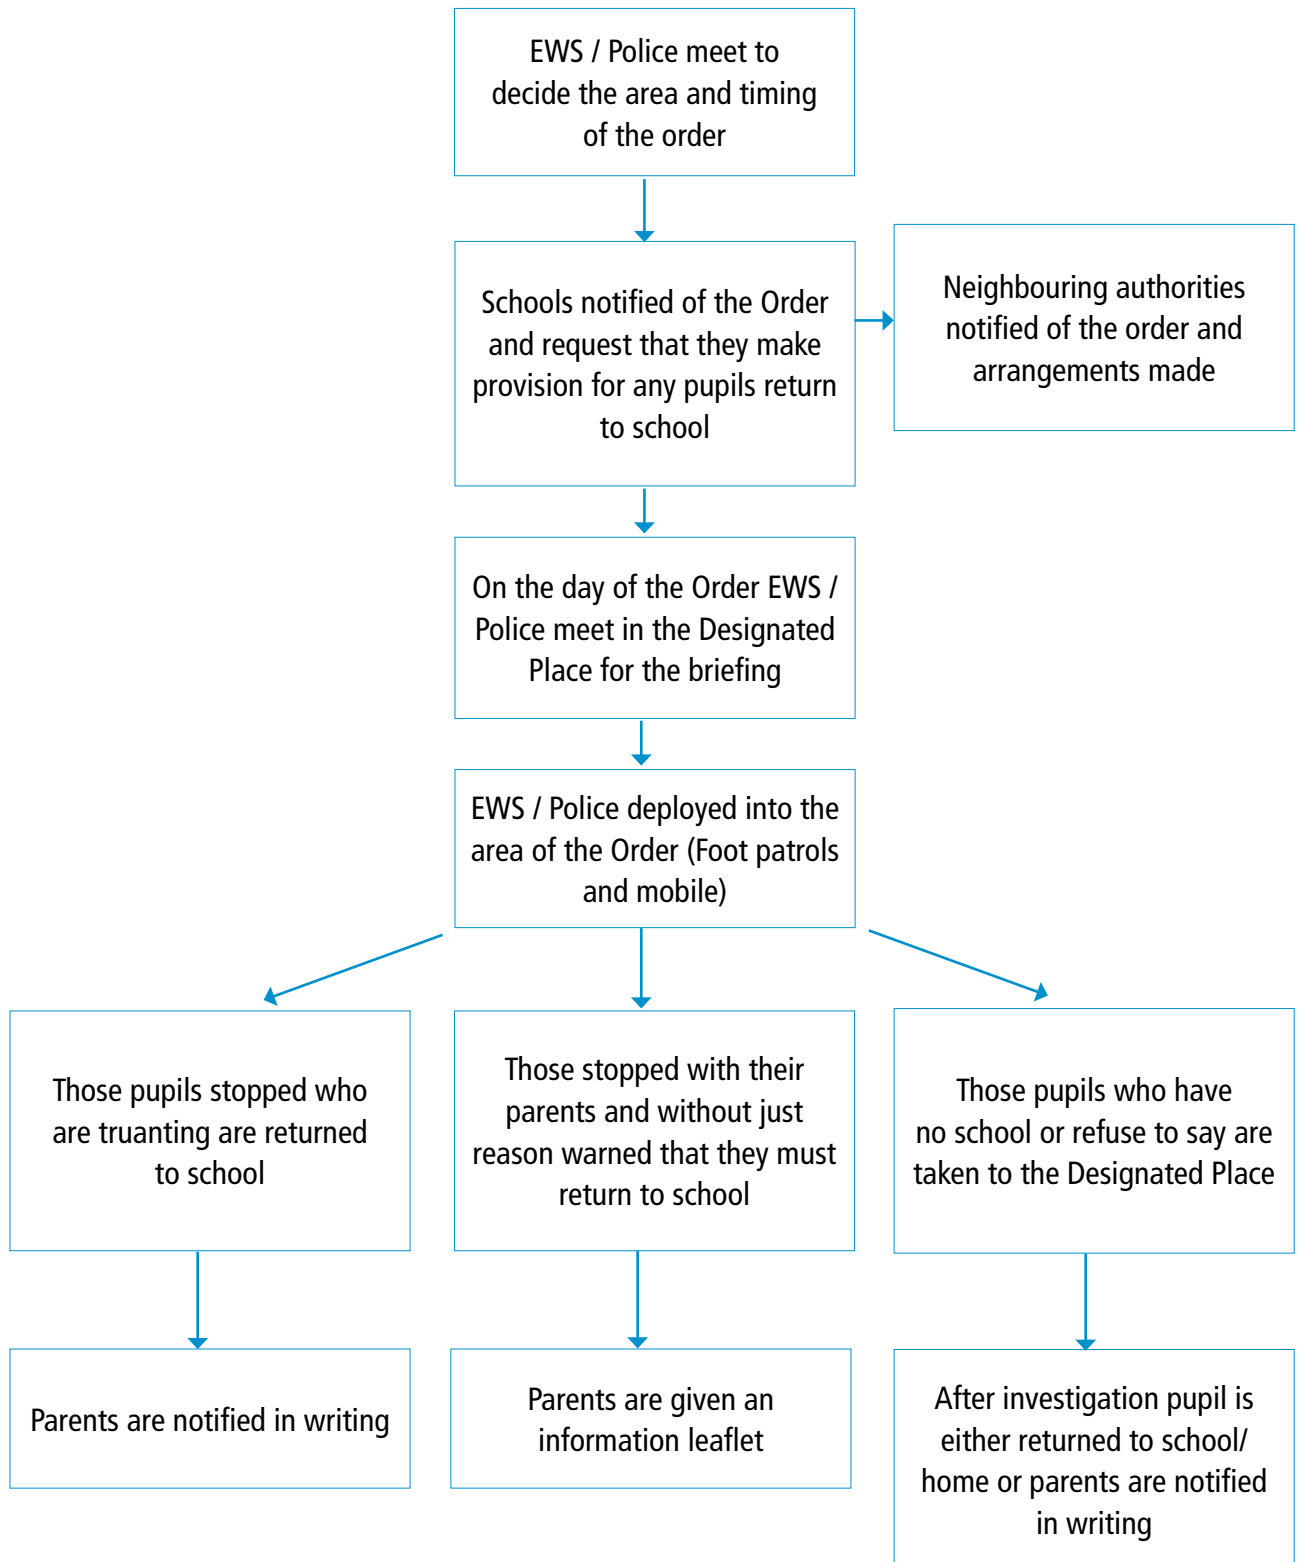 EWS / Police meet to
decide the area and timing
of the order
Schools notified of the Order
and request that they make
provision for any pupils return
to school
Neighbouring authorities
notified of the order and
arrangements made
On the day of the Order EWS /
Police meet in the Designated
Place for the briefing
EWS / Police deployed into the
area of the Order (Foot patrols
and mobile)
Those pupils stopped who
are truanting are returned
to school
Those stopped with their
parents and without just
reason warned that they must
return to school
Those pupils who have
no school or refuse to say are
taken to the Designated Place
Parents are notified in writing
Parents are given an
information leaflet
After investigation pupil is
either returned to school/
home or parents are notified
in writing